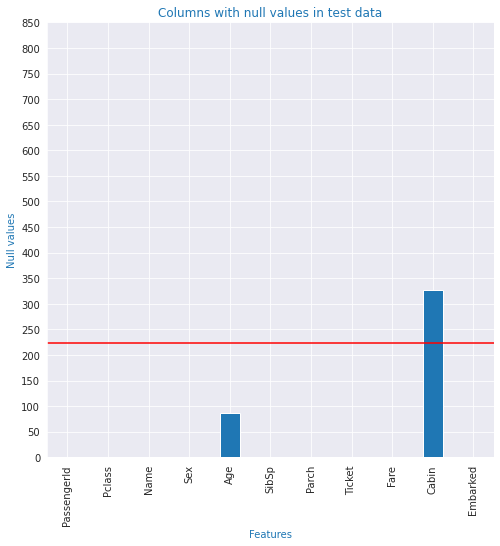 Columns with null values in test data
850
800
750
700
650
600
550
500
450
400
350
300
250
200
150
100
50
0
Null values
PassengerId
Pclass
Name
Sex
Age
SibSp
Parch
Ticket
Fare
Cabin
Embarked
Features